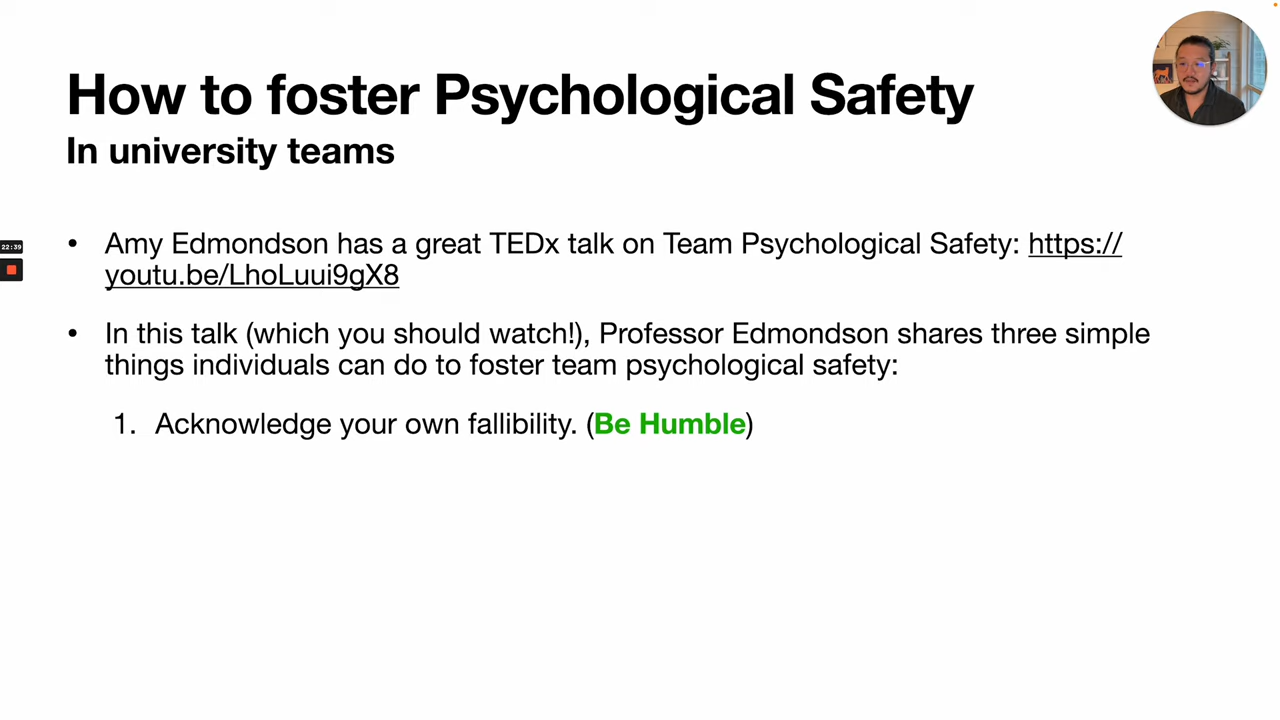 How to foster Psychological Safety
In university teams
22:39
• Amy Edmondson has a great TEDx talk on Team Psychological Safety: https://
youtu.be/LhoLuui9gX8
• In this talk (which you should watch!), Professor Edmondson shares three simple
things individuals can do to foster team psychological safety:
1. Acknowledge your own fallibility. (Be Humble)